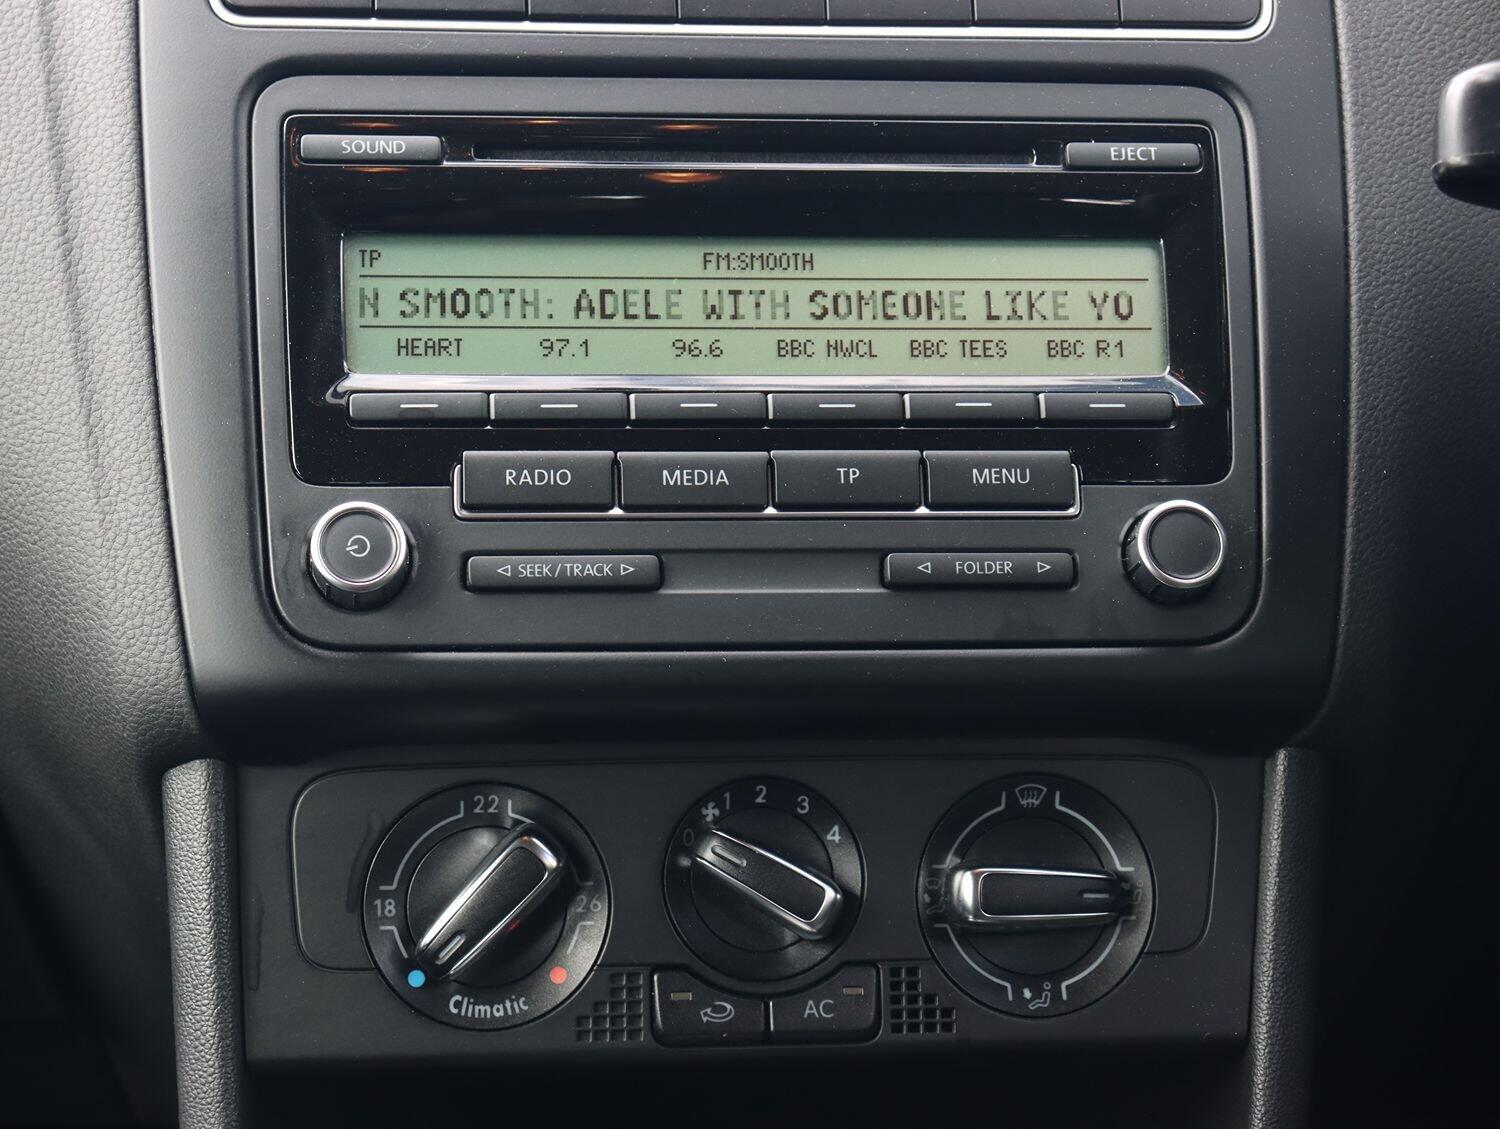 SOUND EJECT
TP FM:SMOOTH
N SMOOTH: ADELE WITH SOMEONE LIKE YO
HEART 97.1 96.6 BBC NWCL BBC TEES BBC R1
RADIO MEDIA TP MENU
SEEK/TRACK FOLDER
22
18 26
Climatic
0 1 2 3 4
AC